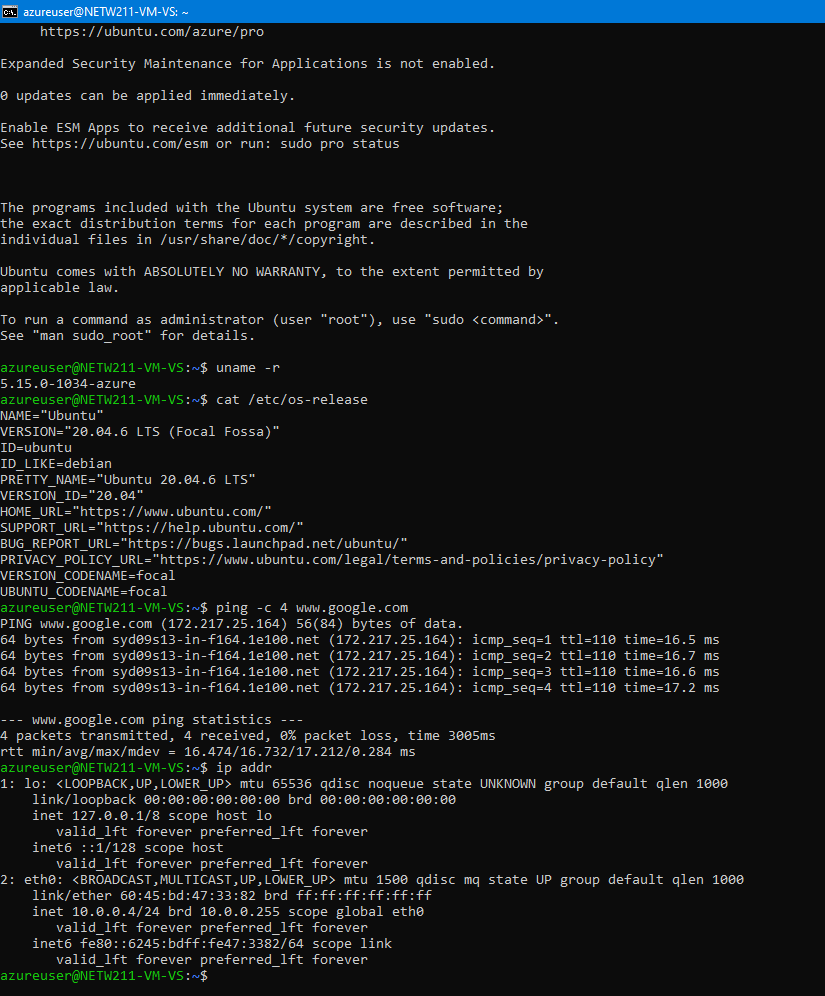 azureuser@NETW211-VM-VS: ~
https://ubuntu.com/azure/pro
Expanded Security Maintenance for Applications is not enabled.
0 updates can be applied immediately.
Enable ESM Apps to receive additional future security updates.
See https://ubuntu.com/esm or run: sudo pro status
The programs included with the Ubuntu system are free software;
the exact distribution terms for each program are described in the
individual files in /usr/share/doc/*/copyright.
Ubuntu comes with ABSOLUTELY NO WARRANTY, to the extent permitted by
applicable law.
To run a command as administrator (user "root"), use "sudo <command>".
See "man sudo_root" for details.
azureuser@NETW211-VM-VS:~$ uname -r
5.15.0-1034-azure
azureuser@NETW211-VM-VS:~$ cat /etc/os-release
NAME="Ubuntu"
VERSION="20.04.6 LTS (Focal Fossa)"
ID=ubuntu
ID_LIKE=debian
PRETTY_NAME="Ubuntu 20.04.6 LTS"
VERSION_ID="20.04"
HOME_URL="https://www.ubuntu.com/"
SUPPORT_URL="https://help.ubuntu.com/"
BUG_REPORT_URL="https://bugs.launchpad.net/ubuntu/"
PRIVACY_POLICY_URL="https://www.ubuntu.com/legal/terms-and-policies/privacy-policy"
VERSION_CODENAME=focal
UBUNTU_CODENAME=focal
azureuser@NETW211-VM-VS:~$ ping -c 4 www.google.com
PING www.google.com (172.217.25.164) 56(84) bytes of data.
64 bytes from syd09s13-in-f164.1e100.net (172.217.25.164): icmp_seq=1 ttl=110 time=16.5 ms
64 bytes from syd09s13-in-f164.1e100.net (172.217.25.164): icmp_seq=2 ttl=110 time=16.7 ms
64 bytes from syd09s13-in-f164.1e100.net (172.217.25.164): icmp_seq=3 ttl=110 time=16.6 ms
64 bytes from syd09s13-in-f164.1e100.net (172.217.25.164): icmp_seq=4 ttl=110 time=17.2 ms
--- www.google.com ping statistics ---
4 packets transmitted, 4 received, 0% packet loss, time 3005ms
rtt min/avg/max/mdev = 16.474/16.732/17.212/0.284 ms
azureuser@NETW211-VM-VS:~$ ip addr
1: lo: <LOOPBACK,UP,LOWER_UP> mtu 65536 qdisc noqueue state UNKNOWN group default qlen 1000
link/loopback 00:00:00:00:00:00 brd 00:00:00:00:00:00
inet 127.0.0.1/8 scope host lo
valid_lft forever preferred_lft forever
inet6 ::1/128 scope host
valid_lft forever preferred_lft forever
2: eth0: <BROADCAST,MULTICAST,UP,LOWER_UP> mtu 1500 qdisc mq state UP group default qlen 1000
link/ether 60:45:bd:47:33:82 brd ff:ff:ff:ff:ff:ff
inet 10.0.0.4/24 brd 10.0.0.255 scope global eth0
valid_lft forever preferred_lft forever
inet6 fe80::6245:bdff:fe47:3382/64 scope link
valid_lft forever preferred_lft forever
azureuser@NETW211-VM-VS:~$